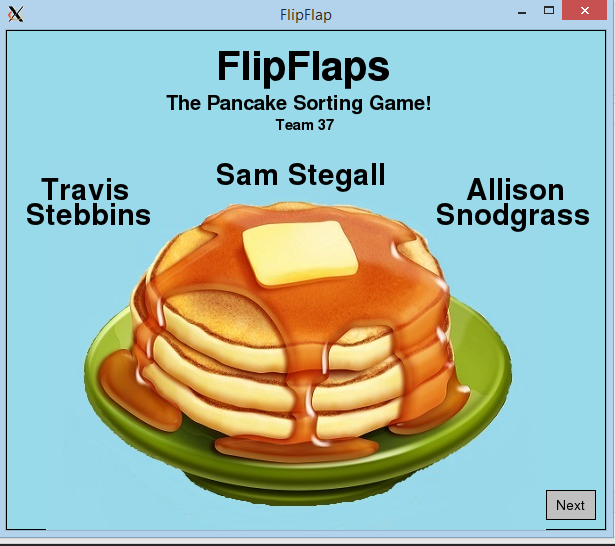 FlipFlap
FlipFlaps
The Pancake Sorting Game!
Team 37
Sam Stegall
Travis
Stebbins
Allison
Snodgrass
Next